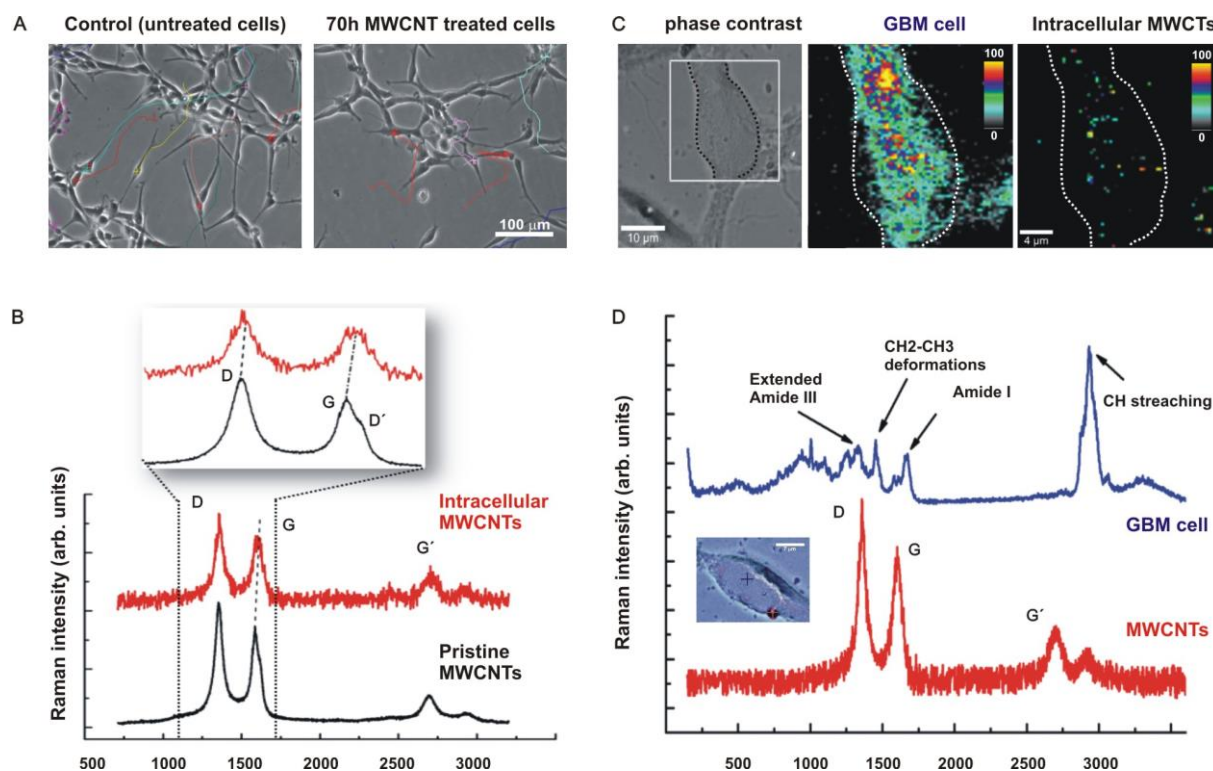 A
Control (untreated cells)
70h MWCNT treated cells
100 µm
C
phase contrast
GBM cell
Intracellular MWCTs
10 µm
100
0
100
0
4 µm
B
D
G
D´
D
G
G´
Intracellular
MWCNTs
Pristine
MWCNTs
Raman intensity (arb. units)
500
1000
1500
2000
2500
3000
D
Extended
Amide III
CH2-CH3
deformations
Amide I
CH streaching
GBM cell
D
G
G´
MWCNTs
Raman intensity (arb. units)
500
1000
1500
2000
2500
3000